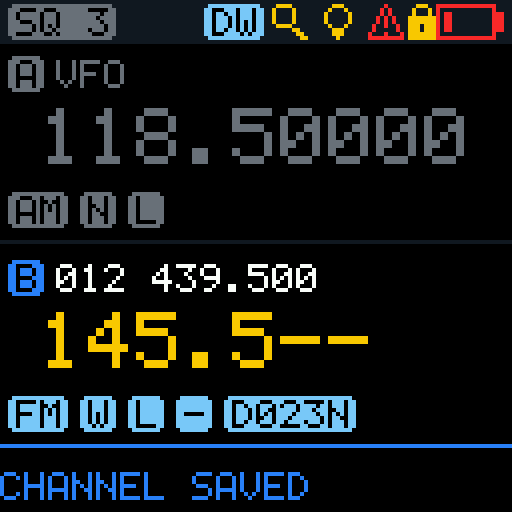 SQ 3 DW
A VFO
118.50000
AM N L
B 012 439.500
145.5--
FM W L - D023N
CHANNEL SAVED